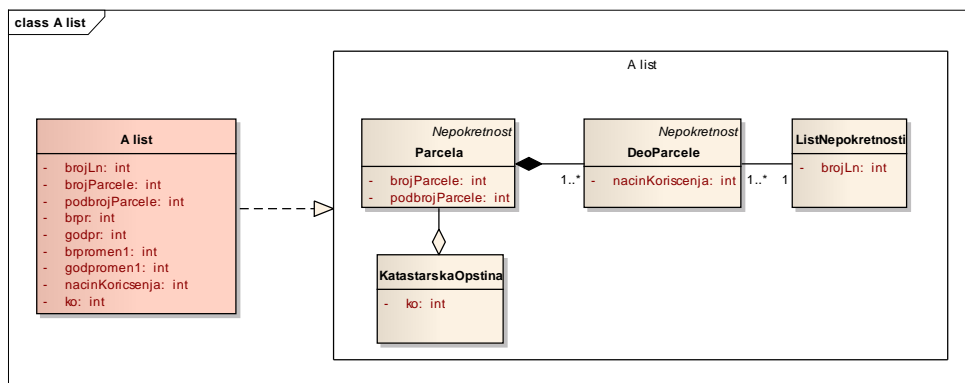 class A list
A list
- brojLn: int
- brojParcele: int
- podbrojParcele: int
- brpr: int
- godpr: int
- brpromen1: int
- godpromen1: int
- nacinKoricsenja: int
- ko: int
A list
Nepokretnost
Parcela
- brojParcele: int
- podbrojParcele: int
Nepokretnost
DeoParcele
- nacinKoriscenja: int
ListNepokretnosti
- brojLn: int
1..*
1..*
1
KatastarskaOpstina
- ko: int